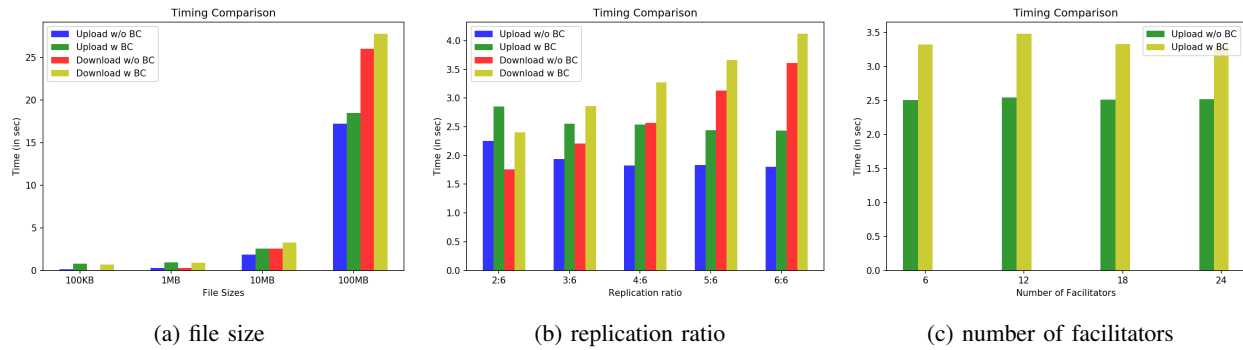 Timing Comparison
Upload w/o BC
Upload w BC
Download w/o BC
Download w BC
Time (in sec)
25
20
15
10
5
0
100KB
1MB
10MB
100MB
File Sizes
(a) file size
Timing Comparison
Upload w/o BC
Upload w BC
Download w/o BC
Download w BC
Time (in sec)
4.0
3.5
3.0
2.5
2.0
1.5
1.0
0.5
0.0
2:6
3:6
4:6
5:6
6:6
Replication ratio
(b) replication ratio
Timing Comparison
Upload w/o BC
Upload w BC
Time (in sec)
3.5
3.0
2.5
2.0
1.5
1.0
0.5
0.0
6
12
18
24
Number of Facilitators
(c) number of facilitators